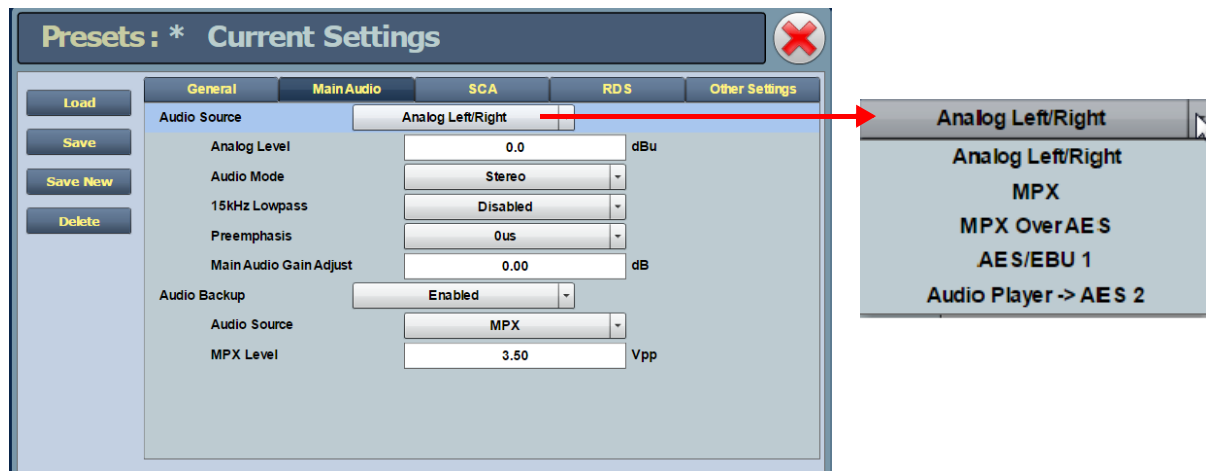 Presets: * Current Settings
General Main Audio SCA RDS Other Settings
Load
Save
Save New
Delete
Audio Source Analog Left/Right
Analog Level 0.0 dBu
Audio Mode Stereo
15kHz Lowpass Disabled
Preemphasis 0us
Main Audio Gain Adjust 0.00 dB
Audio Backup Enabled
Audio Source MPX
MPX Level 3.50 Vpp
Analog Left/Right
Analog Left/Right
MPX
MPX Over AES
AES/EBU 1
Audio Player -> AES 2